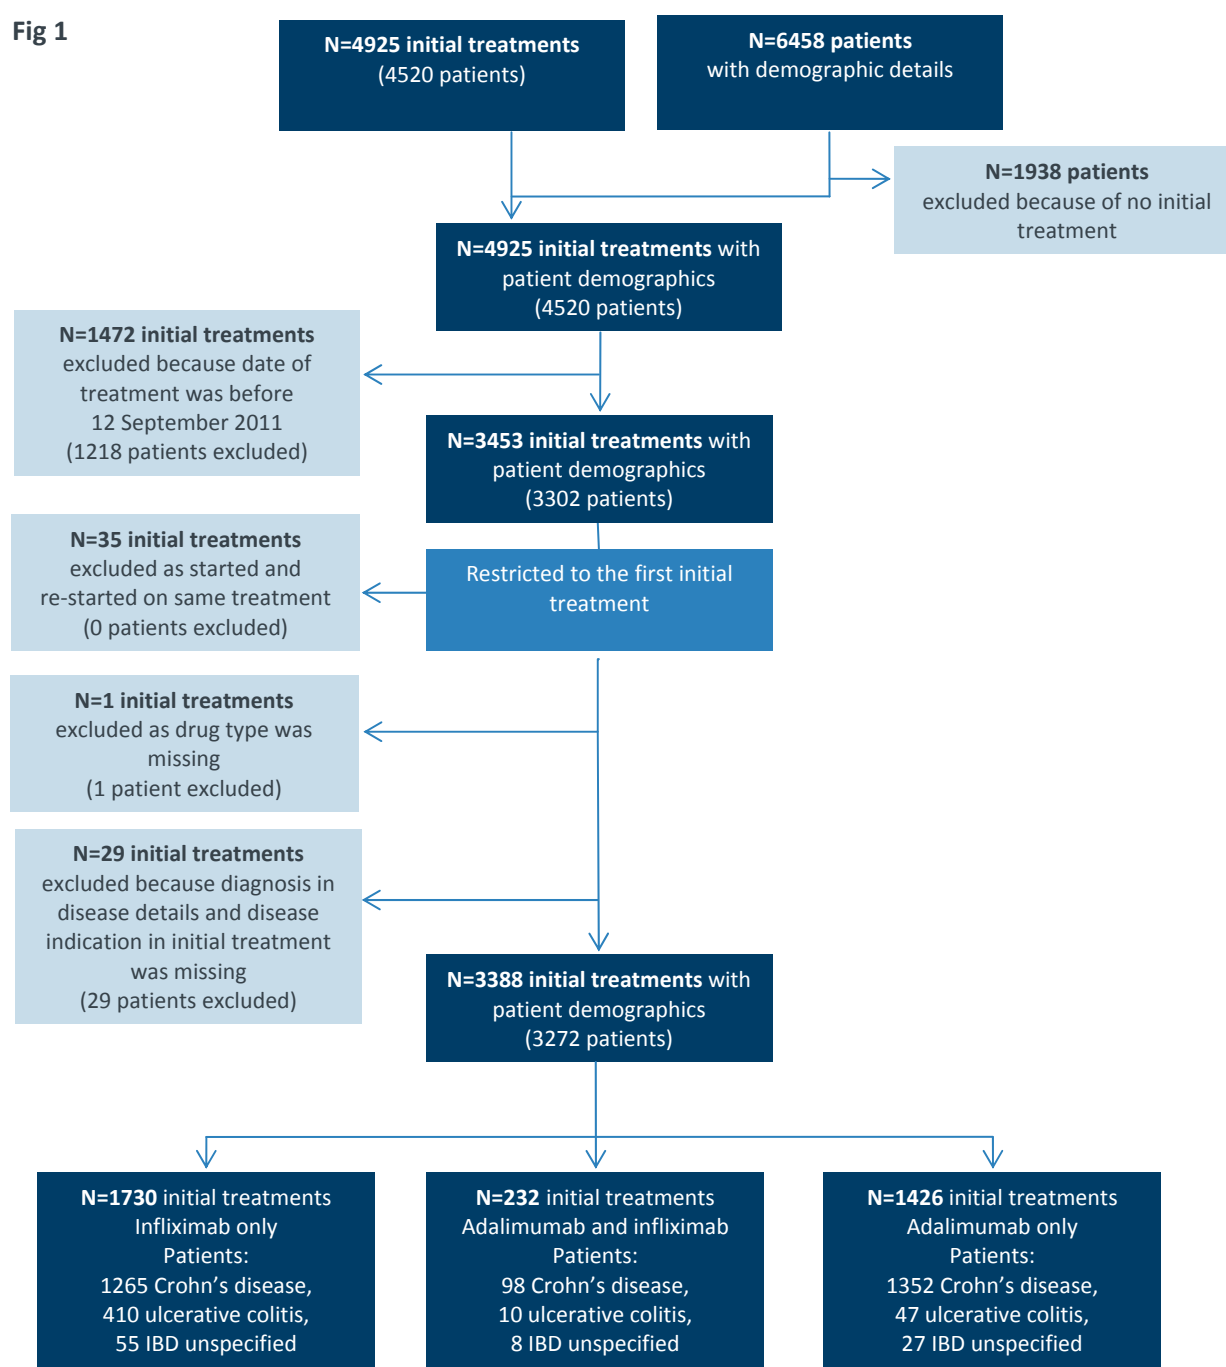 Fig 1
N=4925 initial treatments
(4520 patients)
N=6458 patients
with demographic details
N=1938 patients
excluded because of no initial
treatment
N=4925 initial treatments with
patient demographics
(4520 patients)
N=1472 initial treatments
excluded because date of
treatment was before
12 September 2011
(1218 patients excluded)
N=3453 initial treatments with
patient demographics
(3302 patients)
N=35 initial treatments
excluded as started and
re-started on same treatment
(0 patients excluded)
Restricted to the first initial
treatment
N=1 initial treatments
excluded as drug type was
missing
(1 patient excluded)
N=29 initial treatments
excluded because diagnosis in
disease details and disease
indication in initial treatment
was missing
(29 patients excluded)
N=3388 initial treatments with
patient demographics
(3272 patients)
N=1730 initial treatments
Infliximab only
Patients:
1265 Crohn’s disease,
410 ulcerative colitis,
55 IBD unspecified
N=232 initial treatments
Adalimumab and infliximab
Patients:
98 Crohn’s disease,
10 ulcerative colitis,
8 IBD unspecified
N=1426 initial treatments
Adalimumab only
Patients:
1352 Crohn’s disease,
47 ulcerative colitis,
27 IBD unspecified